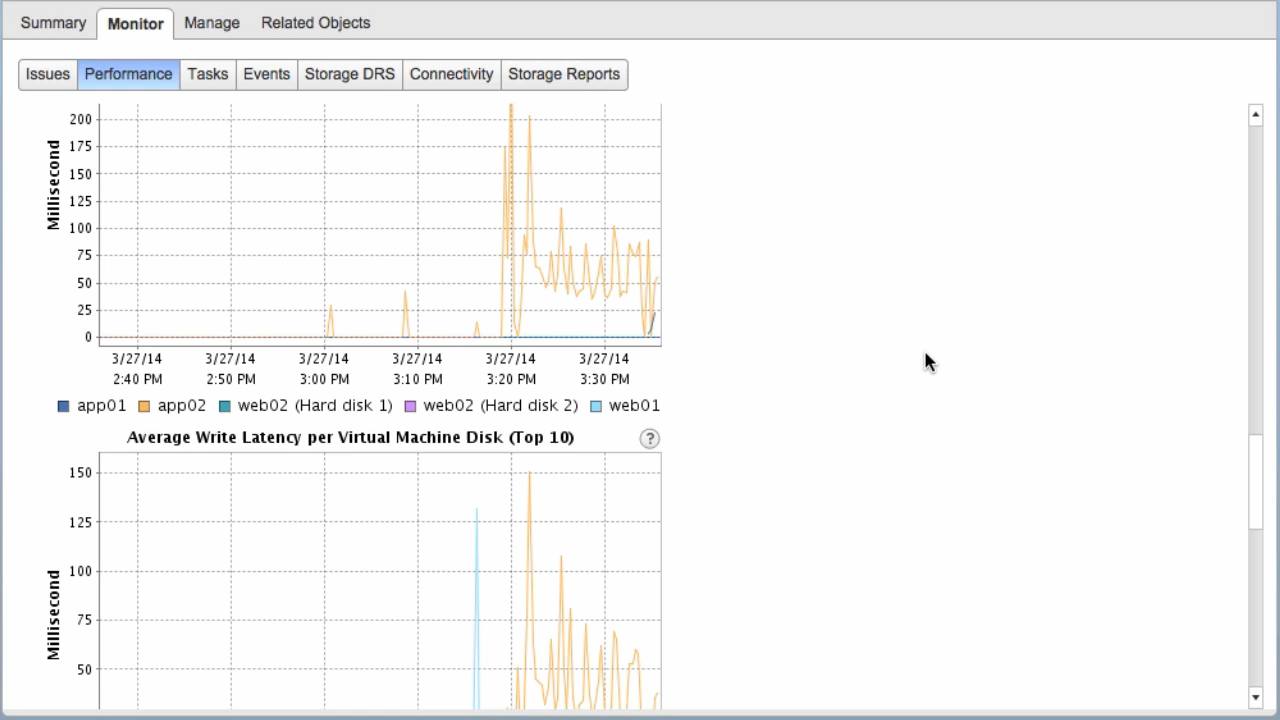 Summary Monitor Manage Related Objects
Issues Performance Tasks Events Storage DRS Connectivity Storage Reports
200
175
150
125
100
75
50
25
0
Millisecond
3/27/14 3/27/14 3/27/14 3/27/14 3/27/14 3/27/14
2:40 PM 2:50 PM 3:00 PM 3:10 PM 3:20 PM 3:30 PM
app01 app02 web02 (Hard disk 1) web02 (Hard disk 2) web01
Average Write Latency per Virtual Machine Disk (Top 10) ?
150
125
100
75
50
Millisecond